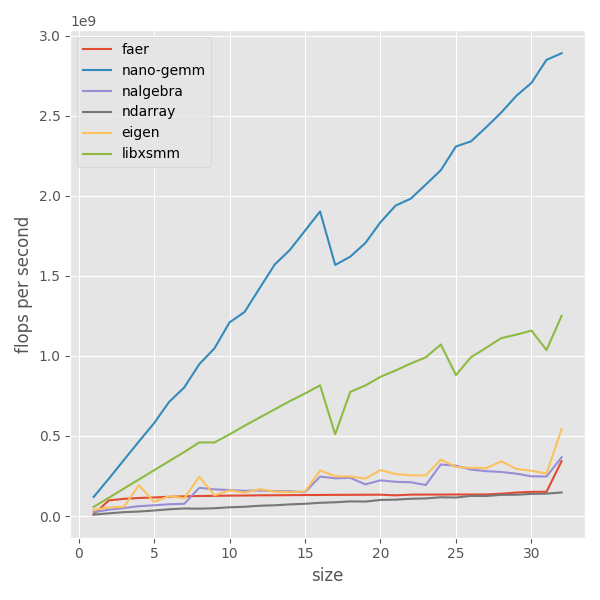 1e9
3.0
2.5
2.0
1.5
1.0
0.5
0.0
flops per second
faer
nano-gemm
nalgebra
ndarray
eigen
libxsmm
0 5 10 15 20 25 30
size